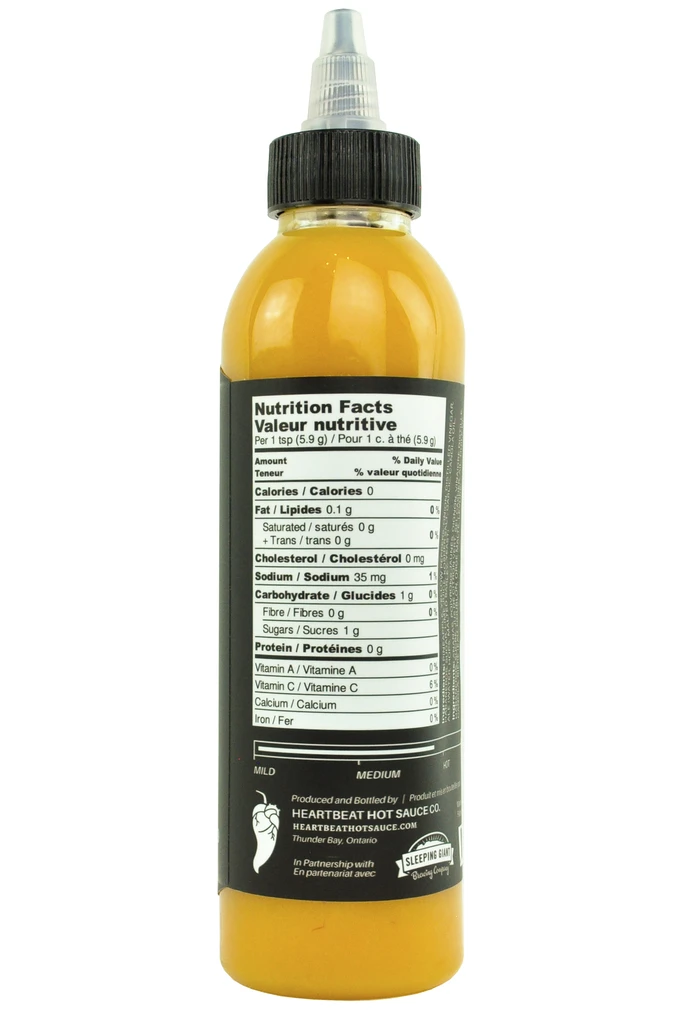 Nutrition Facts
Valeur nutritive
Per 1 tsp (5.9 g) / Pour 1 c. à thé (5.9 g)
Amount % Daily Value
Teneur % valeur quotidienne
Calories / Calories 0
Fat / Lipides 0.1 g 0 %
Saturated / saturés 0 g
+ Trans / trans 0 g 0 %
Cholesterol / Cholestérol 0 mg
Sodium / Sodium 35 mg 1 %
Carbohydrate / Glucides 1 g 0 %
Fibre / Fibres 0 g 0 %
Sugars / Sucres 1 g
Protein / Protéines 0 g
Vitamin A / Vitamine A 0 %
Vitamin C / Vitamine C 6 %
Calcium / Calcium 0 %
Iron / Fer 0 %
MILD MEDIUM HOT
Produced and Bottled by | Produit et mis en
HEARTBEAT HOT SAUCE CO.
HEARTBEATHOTSAUCE.COM
Thunder Bay, Ontario
In Partnership with
En partenariat avec
SLEEPING GIANT
Brewing Company